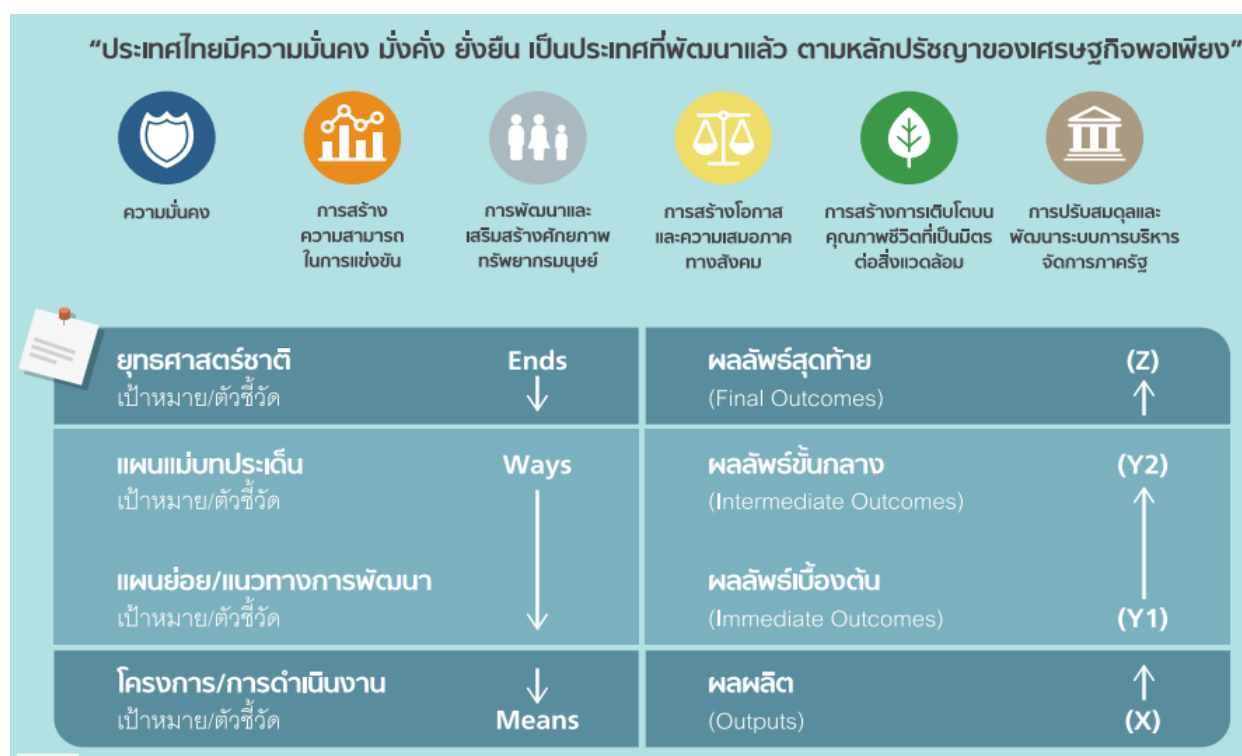 “ประเทศไทยมีความมั่นคง มั่งคั่ง ยั่งยืน เป็นประเทศที่พัฒนาแล้ว ตามหลักปรัชญาของเศรษฐกิจพอเพียง”
ความมั่นคง
การสร้าง
ความสามารถ
ในการแข่งขัน
การพัฒนาและ
เสริมสร้างศักยภาพ
ทรัพยากรมนุษย์
การสร้างโอกาส
และความเสมอภาค
ทางสังคม
การสร้างการเติบโตบน
คุณภาพชีวิตที่เป็นมิตร
ต่อสิ่งแวดล้อม
การปรับสมดุลและ
พัฒนาระบบการบริหาร
จัดการภาครัฐ
ยุทธศาสตร์ชาติ Ends
เป้าหมาย/ตัวชี้วัด
ผลลัพธ์สุดท้าย (Z)
(Final Outcomes)
แผนแม่บทประเด็น Ways
เป้าหมาย/ตัวชี้วัด
ผลลัพธ์ขั้นกลาง (Y2)
(Intermediate Outcomes)
แผนย่อย/แนวทางการพัฒนา
เป้าหมาย/ตัวชี้วัด
ผลลัพธ์เบื้องต้น
(Immediate Outcomes) (Y1)
โครงการ/การดำเนินงาน
เป้าหมาย/ตัวชี้วัด Means
ผลผลิต
(Outputs) (X)